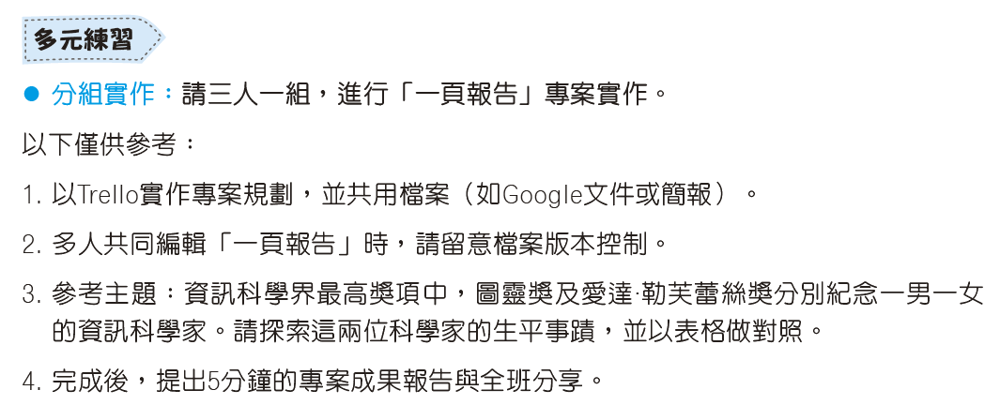 多元練習
● 分組實作：請三人一組，進行「一頁報告」專案實作。
以下僅供參考：
1. 以Trello實作專案規劃，並共用檔案（如Google文件或簡報）。
2. 多人共同編輯「一頁報告」時，請留意檔案版本控制。
3. 參考主題：資訊科學界最高獎項中，圖靈獎及愛達·勒芙蕾絲獎分別紀念一男一女
的資訊科學家。請探索這兩位科學家的生平事蹟，並以表格做對照。
4. 完成後，提出5分鐘的專案成果報告與全班分享。